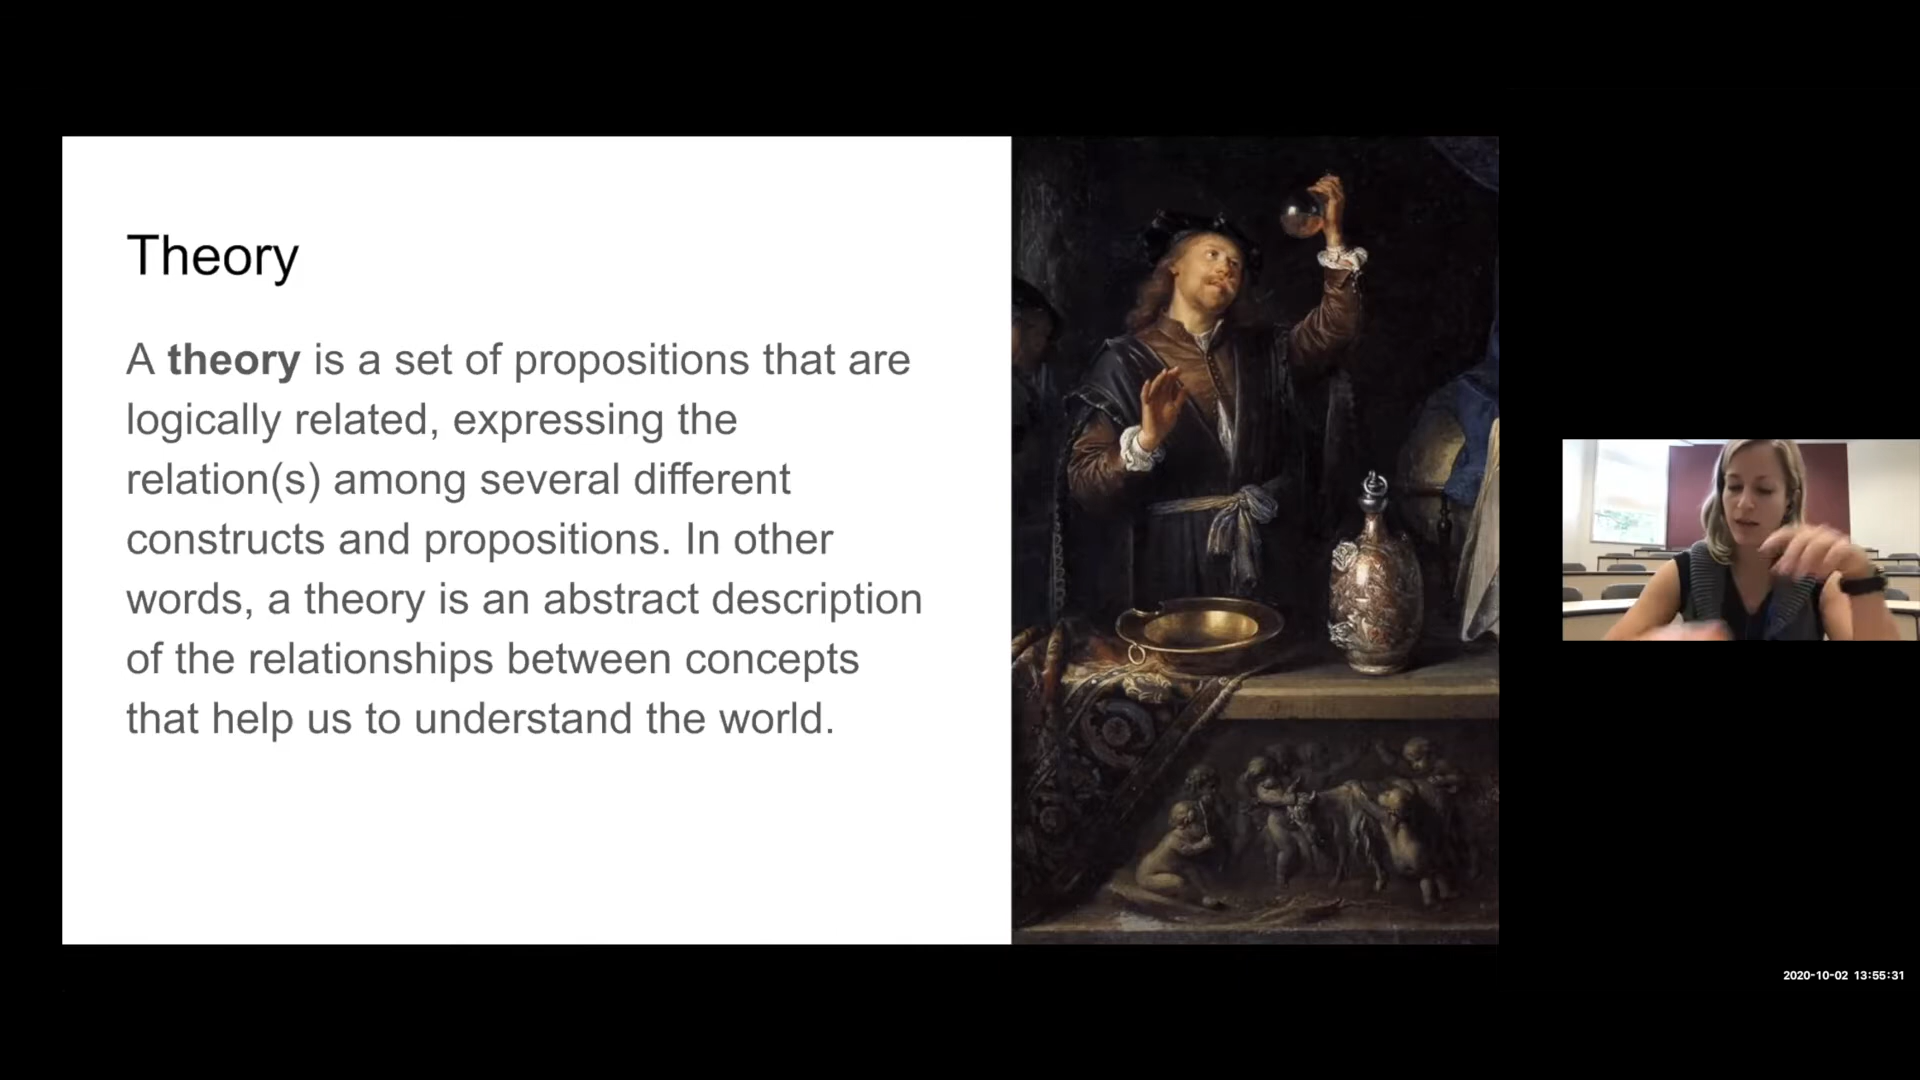 Theory
A theory is a set of propositions that are
logically related, expressing the
relation(s) among several different
constructs and propositions. In other
words, a theory is an abstract description
of the relationships between concepts
that help us to understand the world.
2020-10-02 13:55:31